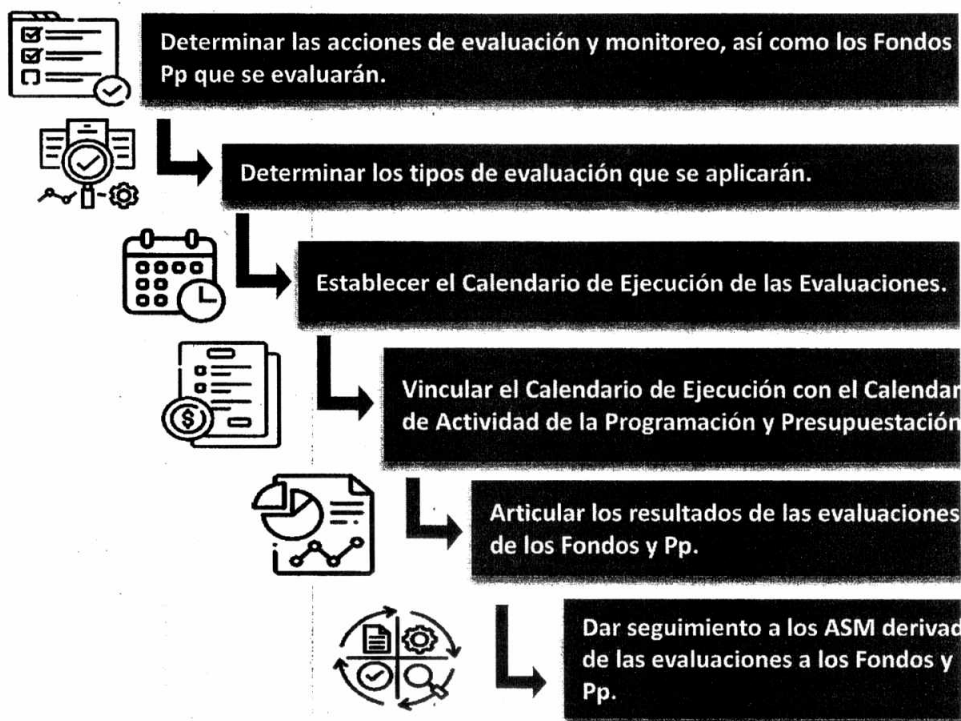 Determinar las acciones de evaluación y monitoreo, así como los Fondos
Pp que se evaluarán.
Determinar los tipos de evaluación que se aplicarán.
Establecer el Calendario de Ejecución de las Evaluaciones.
Vincular el Calendario de Ejecución con el Calendar
de Actividad de la Programación y Presupuestación
Articular los resultados de las evaluaciones
de los Fondos y Pp.
Dar seguimiento a los ASM derivad
de las evaluaciones a los Fondos y
Pp.